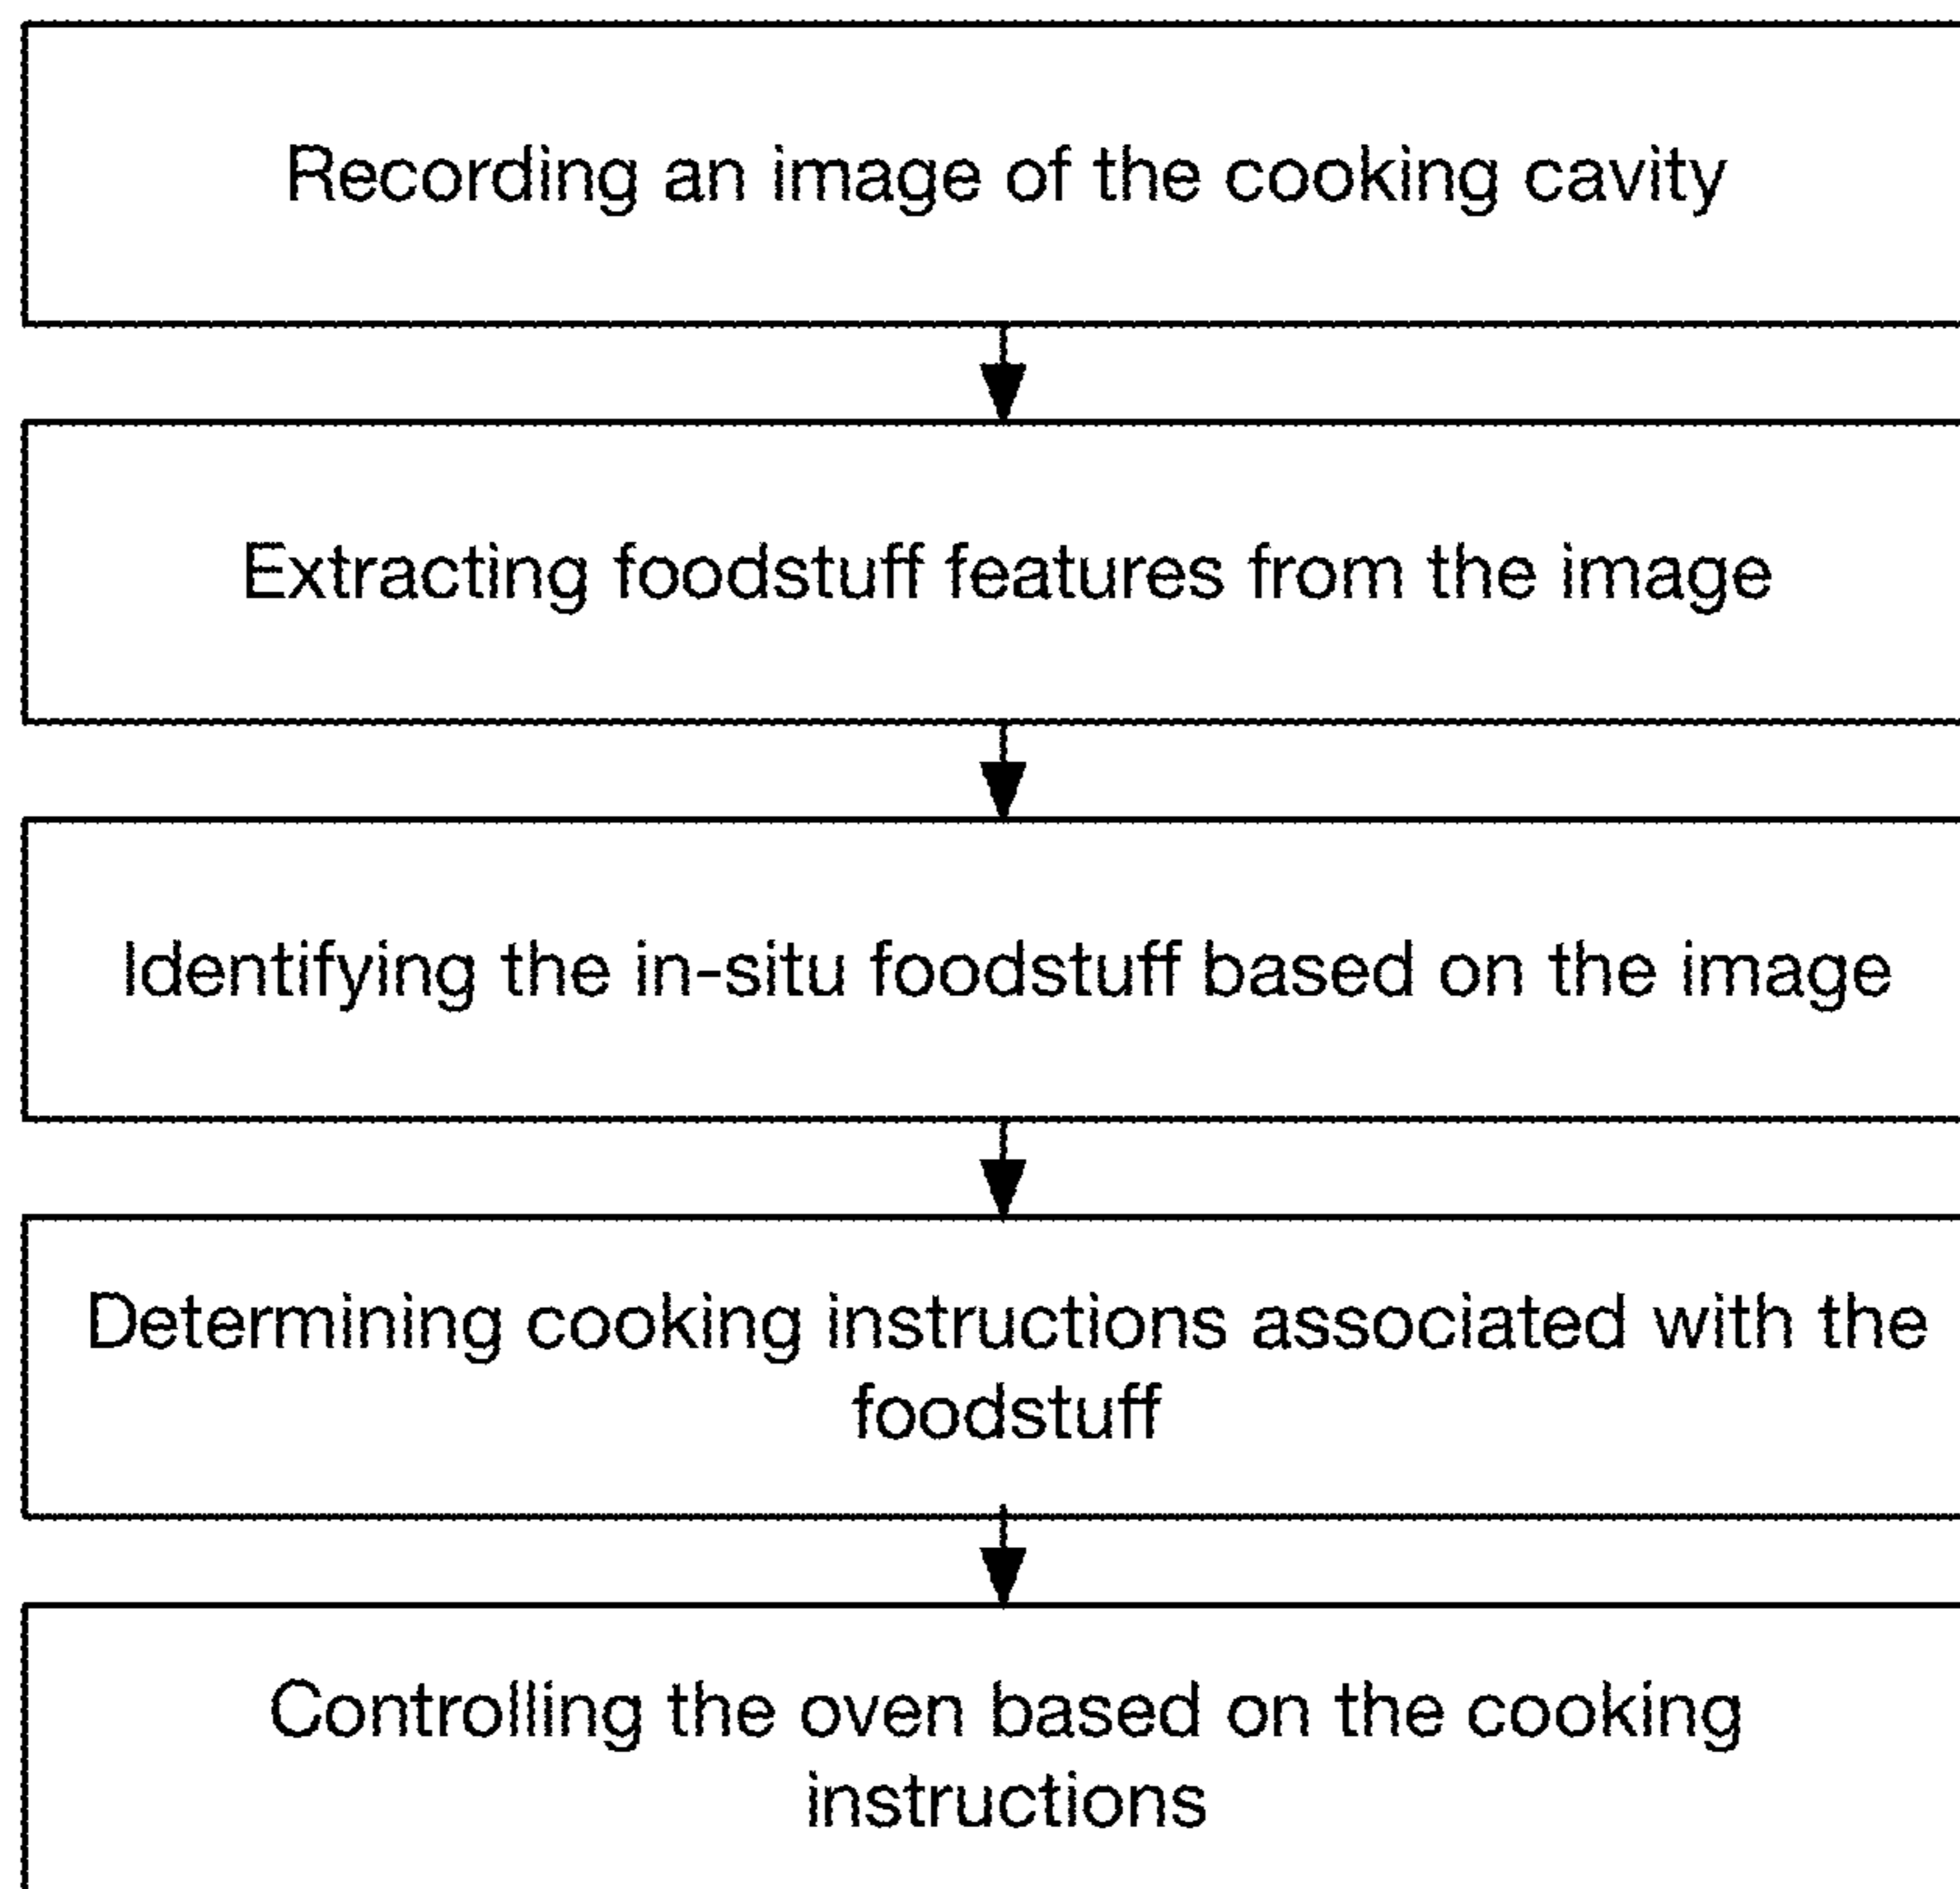 Recording an image of the cooking cavity
Extracting foodstuff features from the image
Identifying the in-situ foodstuff based on the image
Determining cooking instructions associated with the
foodstuff
Controlling the oven based on the cooking
instructions